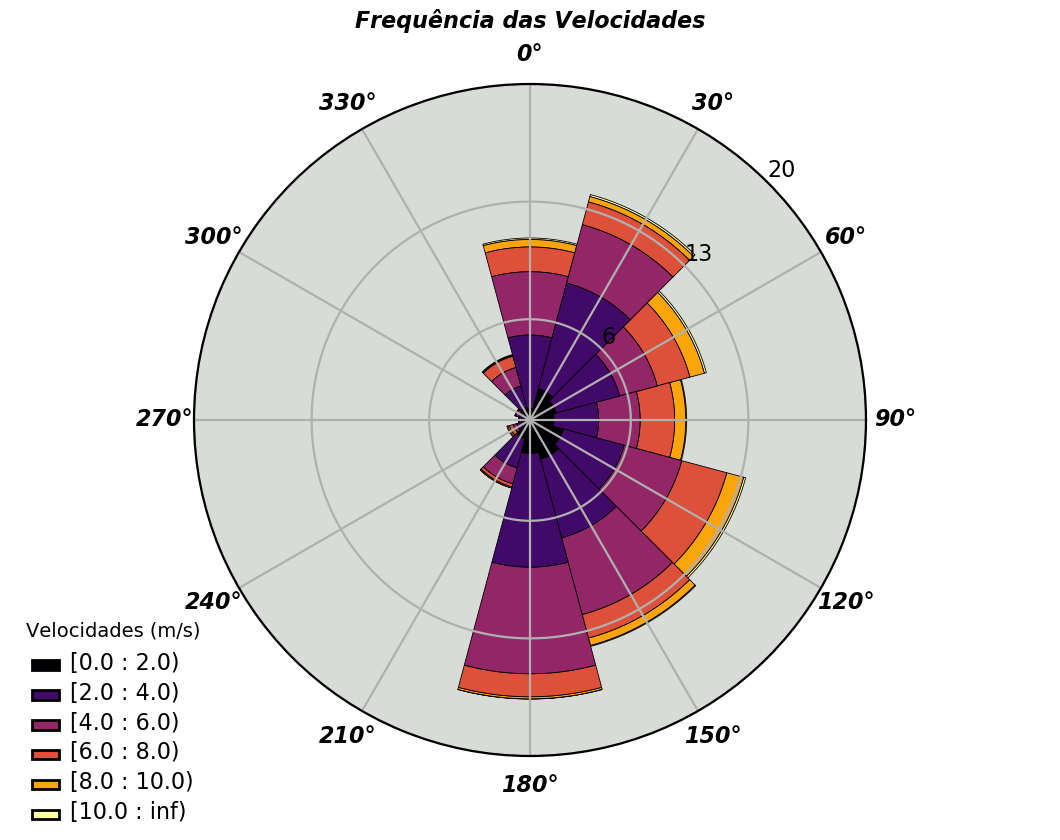 Frequência das Velocidades
0°
330°
30°
20
300°
60°
13
6
270°
90°
240°
120°
210°
150°
180°
Velocidades (m/s)
[0.0 : 2.0)
[2.0 : 4.0)
[4.0 : 6.0)
[6.0 : 8.0)
[8.0 : 10.0)
[10.0 : inf)